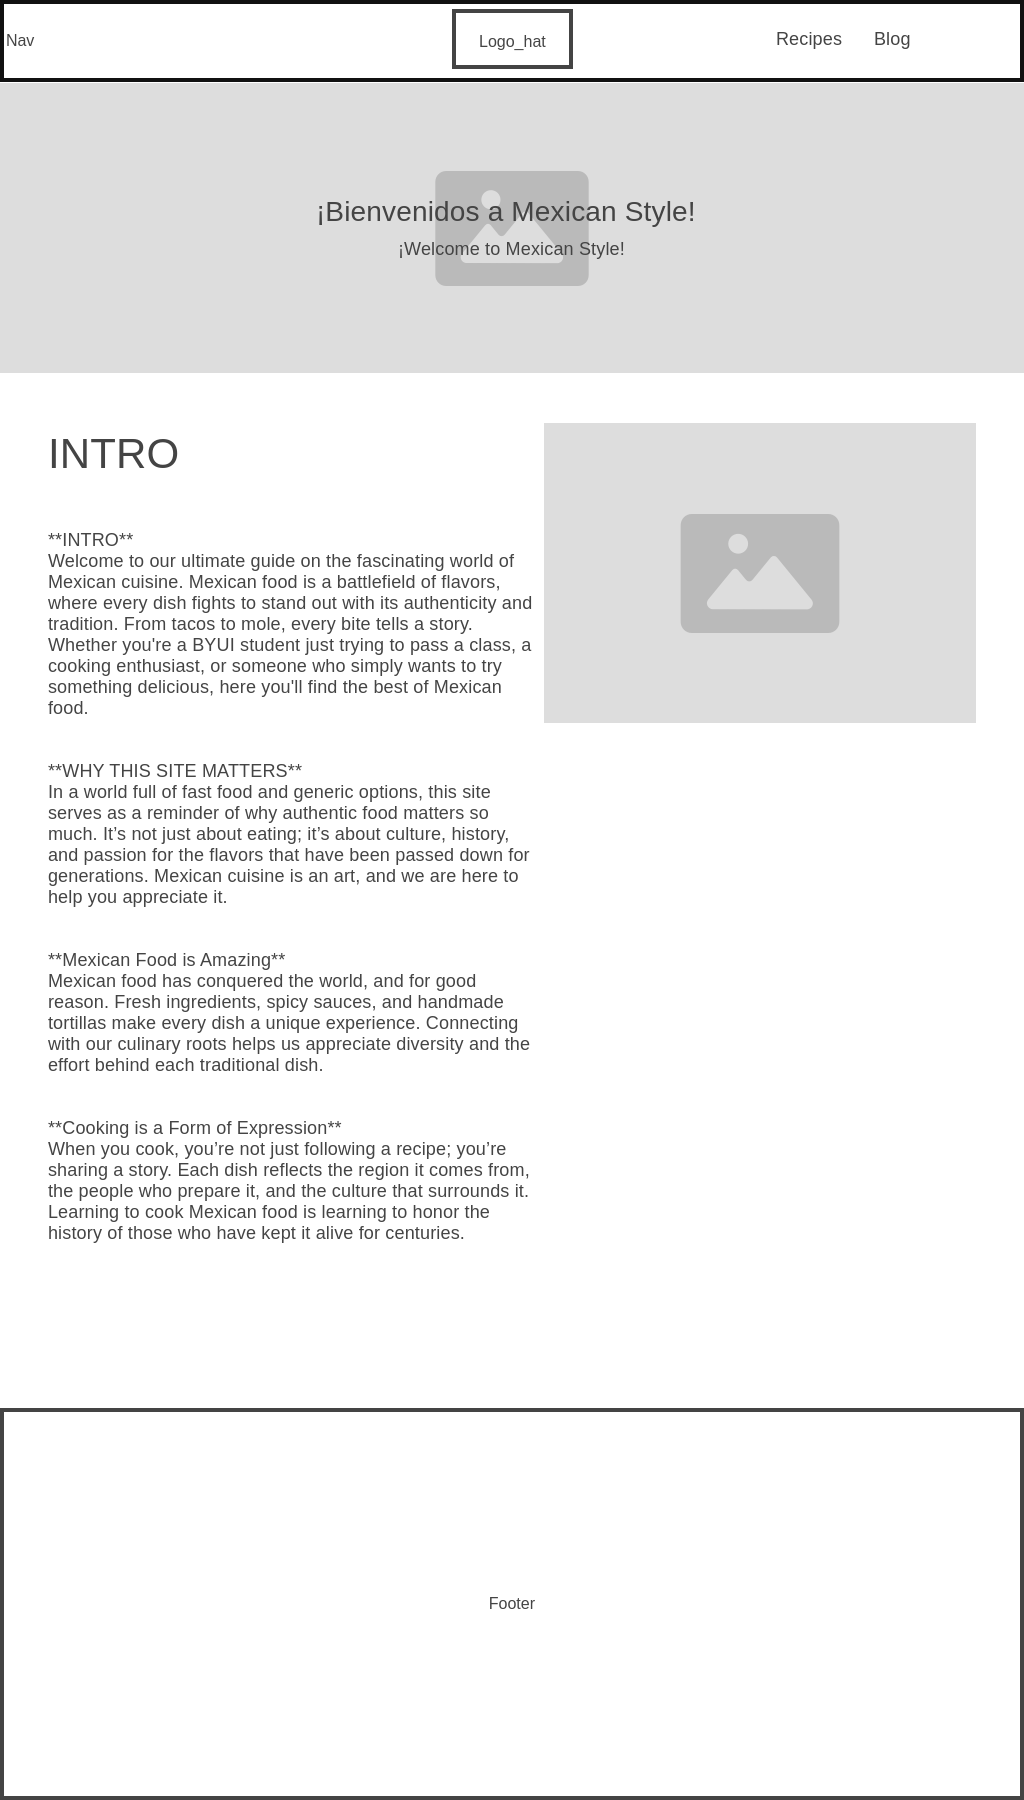 Nav
Logo_hat
Recipes
Blog
¡Bienvenidos a Mexican Style!
¡Welcome to Mexican Style!
INTRO
**INTRO**
Welcome to our ultimate guide on the fascinating world of
Mexican cuisine. Mexican food is a battlefield of flavors,
where every dish fights to stand out with its authenticity and
tradition. From tacos to mole, every bite tells a story.
Whether you're a BYUI student just trying to pass a class, a
cooking enthusiast, or someone who simply wants to try
something delicious, here you'll find the best of Mexican
food.
**WHY THIS SITE MATTERS**
In a world full of fast food and generic options, this site
serves as a reminder of why authentic food matters so
much. It’s not just about eating; it’s about culture, history,
and passion for the flavors that have been passed down for
generations. Mexican cuisine is an art, and we are here to
help you appreciate it.
**Mexican Food is Amazing**
Mexican food has conquered the world, and for good
reason. Fresh ingredients, spicy sauces, and handmade
tortillas make every dish a unique experience. Connecting
with our culinary roots helps us appreciate diversity and the
effort behind each traditional dish.
**Cooking is a Form of Expression**
When you cook, you’re not just following a recipe; you’re
sharing a story. Each dish reflects the region it comes from,
the people who prepare it, and the culture that surrounds it.
Learning to cook Mexican food is learning to honor the
history of those who have kept it alive for centuries.
Footer